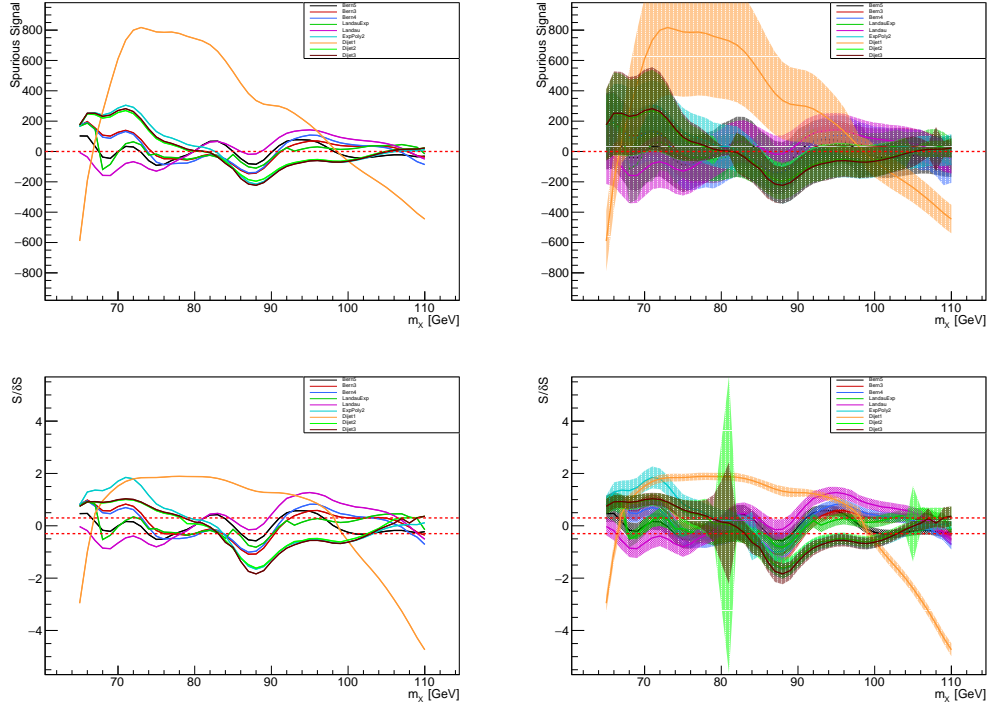 Spurious Signal
800
600
400
200
0
−200
−400
−600
−800
70
80
90
100
110
m_X [GeV]
Bern5
Bern3
Bern4
LandauExp
Landau
ExpPoly2
Dijet1
Dijet2
Dijet3
Spurious Signal
800
600
400
200
0
−200
−400
−600
−800
70
80
90
100
110
m_X [GeV]
Bern5
Bern3
Bern4
LandauExp
Landau
ExpPoly2
Dijet1
Dijet2
Dijet3
S/δS
4
2
0
−2
−4
70
80
90
100
110
m_X [GeV]
Bern5
Bern3
Bern4
LandauExp
Landau
ExpPoly2
Dijet1
Dijet2
Dijet3
S/δS
4
2
0
−2
−4
70
80
90
100
110
m_X [GeV]
Bern5
Bern3
Bern4
LandauExp
Landau
ExpPoly2
Dijet1
Dijet2
Dijet3